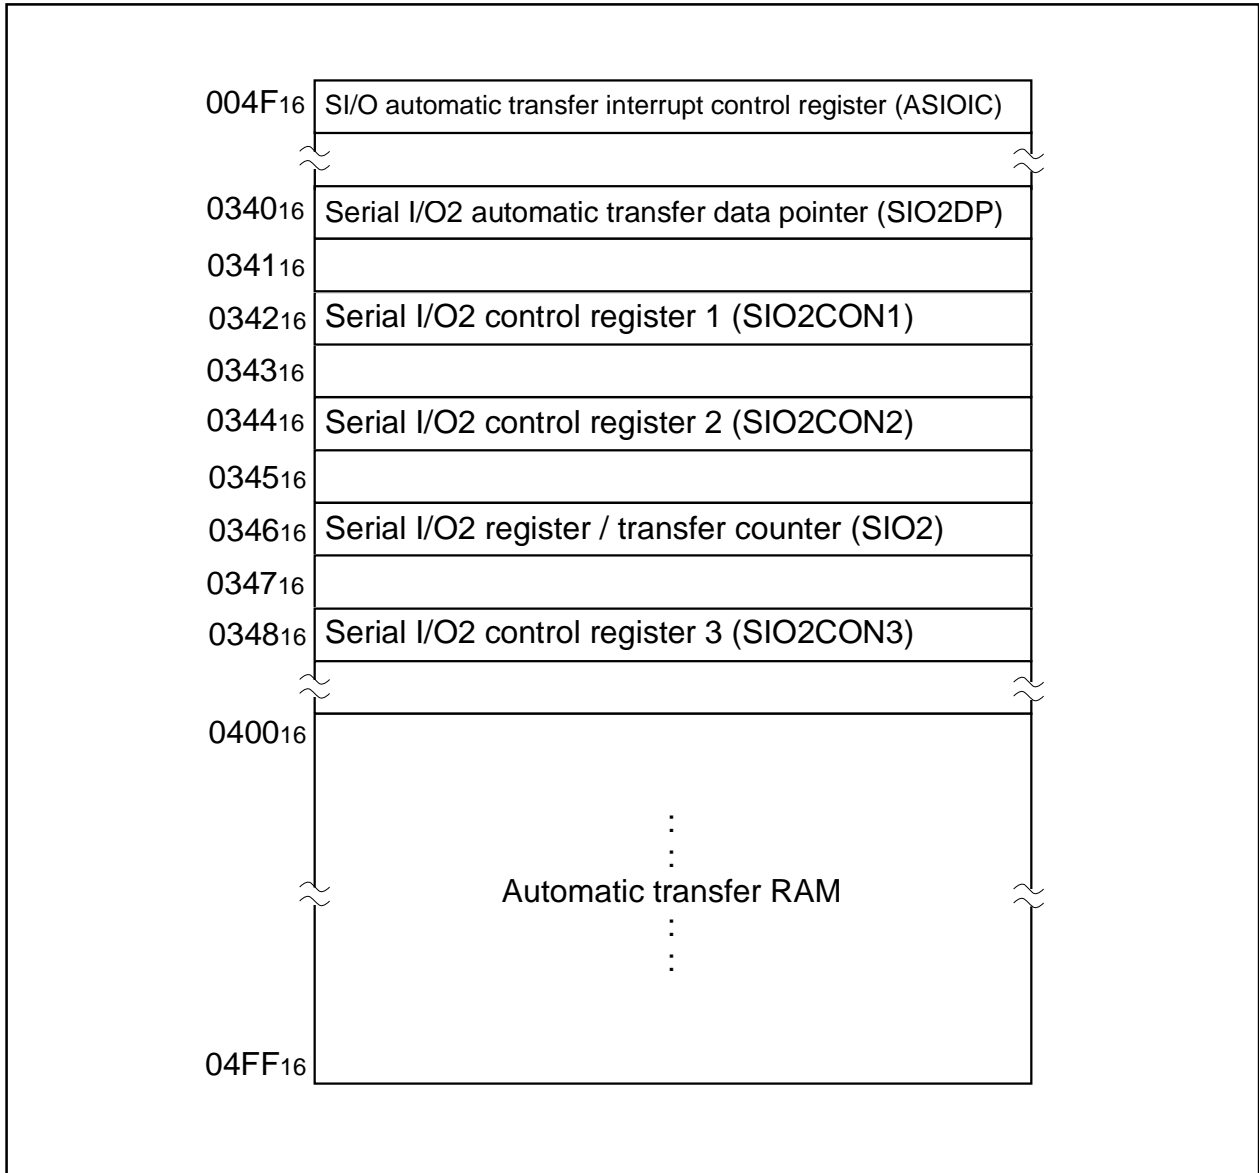 004F16 SI/O automatic transfer interrupt control register (ASIOIC)
034016 Serial I/O2 automatic transfer data pointer (SIO2DP)
034116
034216 Serial I/O2 control register 1 (SIO2CON1)
034316
034416 Serial I/O2 control register 2 (SIO2CON2)
034516
034616 Serial I/O2 register / transfer counter (SIO2)
034716
034816 Serial I/O2 control register 3 (SIO2CON3)
040016
Automatic transfer RAM
04FF16